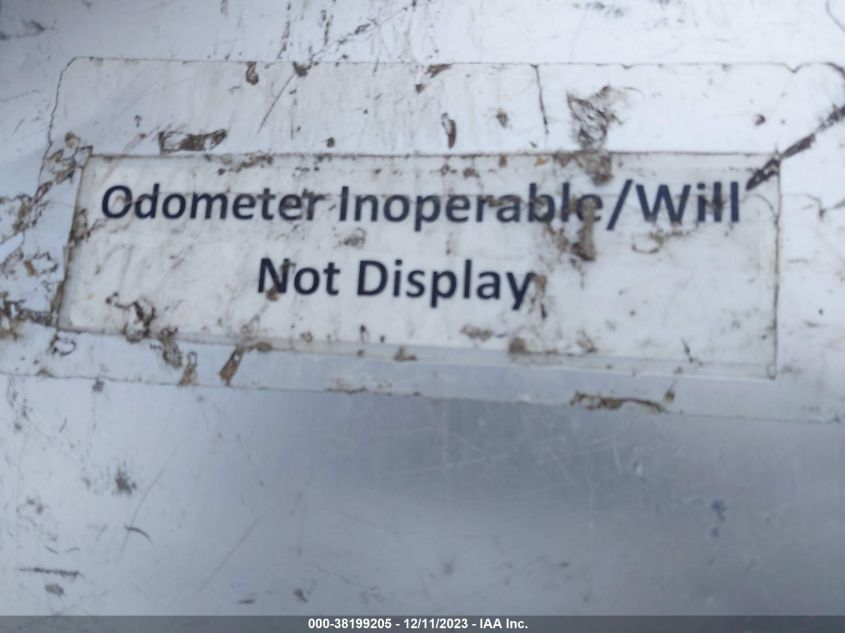 Odometer Inoperable/Will
Not Display
000-38199205 - 12/11/2023 - IAA Inc.